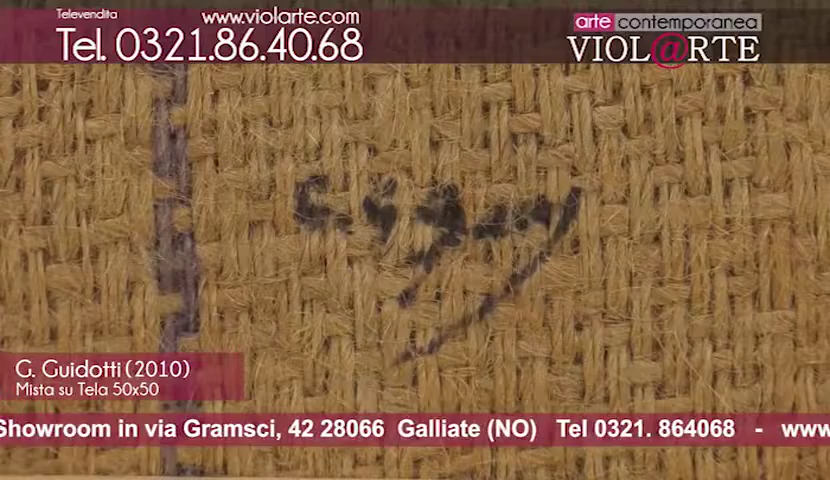 Televendita
www.violarte.com
Tel. 0321.86.40.68
arte contemporanea
VIOL@RTE
G. Guidotti (2010)
Mista su Tela 50x50
Showroom in via Gramsci, 42 28066 Galliate (NO) Tel 0321. 864068 - www.